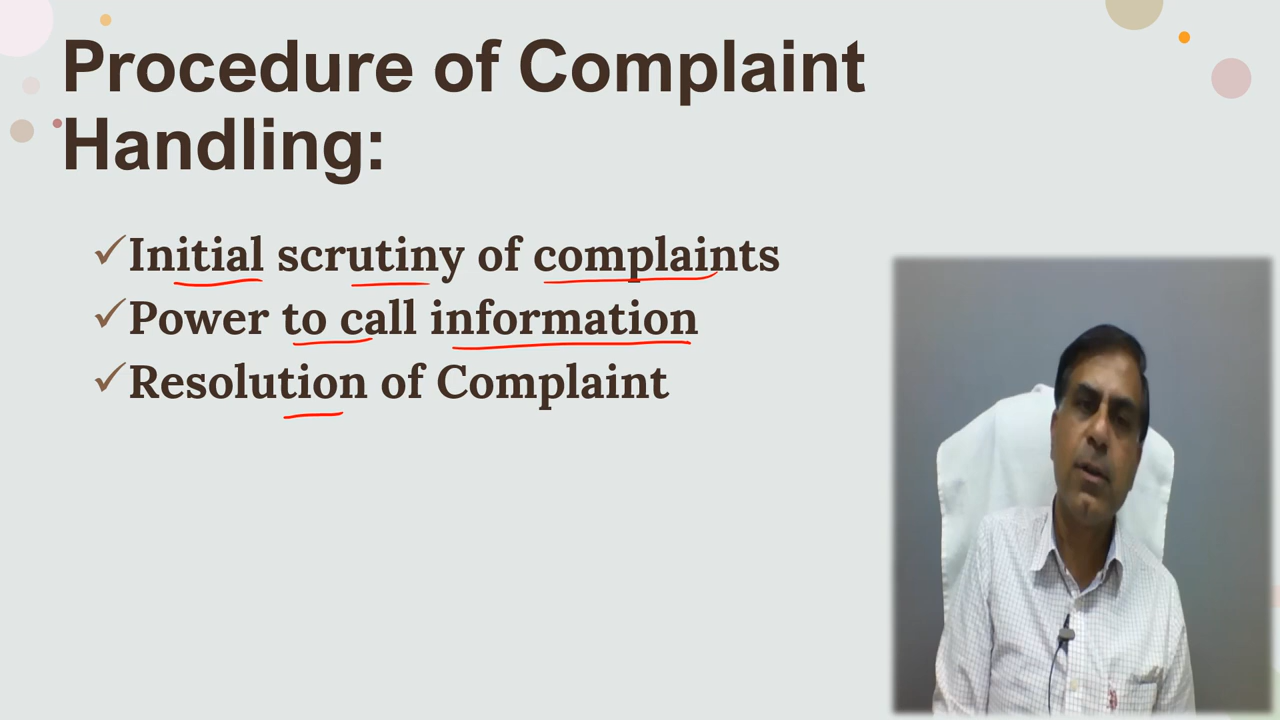 Procedure of Complaint
Handling:
✓Initial scrutiny of complaints
✓Power to call information
✓Resolution of Complaint